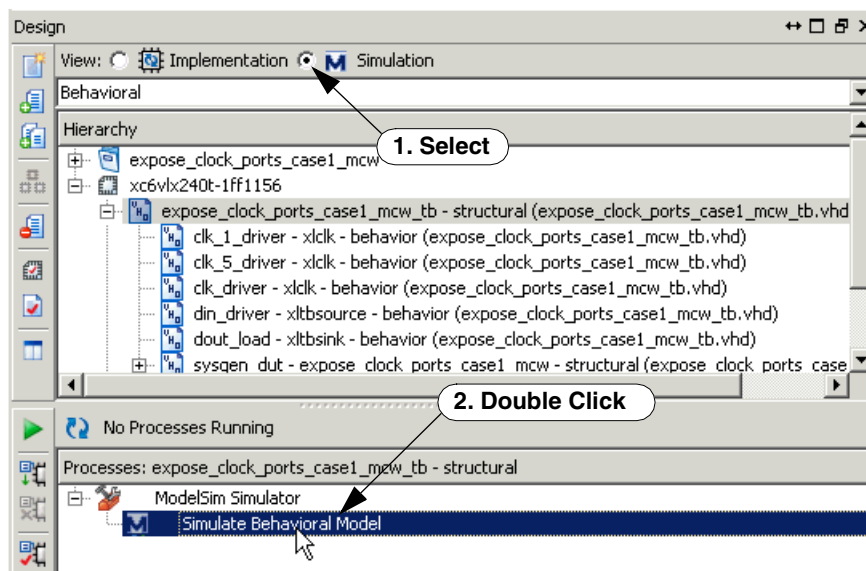 Design
View: Implementation Simulation
Behavioral
1. Select
Hierarchy
expose_clock_ports_case1_mcw
xc6vlx240t-1ff1156
expose_clock_ports_case1_mcw_tb - structural (expose_clock_ports_case1_mcw_tb.vhd
clk_1_driver - xlclk - behavior (expose_clock_ports_case1_mcw_tb.vhd)
clk_5_driver - xlclk - behavior (expose_clock_ports_case1_mcw_tb.vhd)
clk_driver - xlclk - behavior (expose_clock_ports_case1_mcw_tb.vhd)
din_driver - xltbsource - behavior (expose_clock_ports_case1_mcw_tb.vhd)
dout_load - xltbsink - behavior (expose_clock_ports_case1_mcw_tb.vhd)
sysgen_dut - expose_clock_ports_case1_mcw - structural (expose_clock_ports_case
2. Double Click
No Processes Running
Processes: expose_clock_ports_case1_mcw_tb - structural
ModelSim Simulator
Simulate Behavioral Model